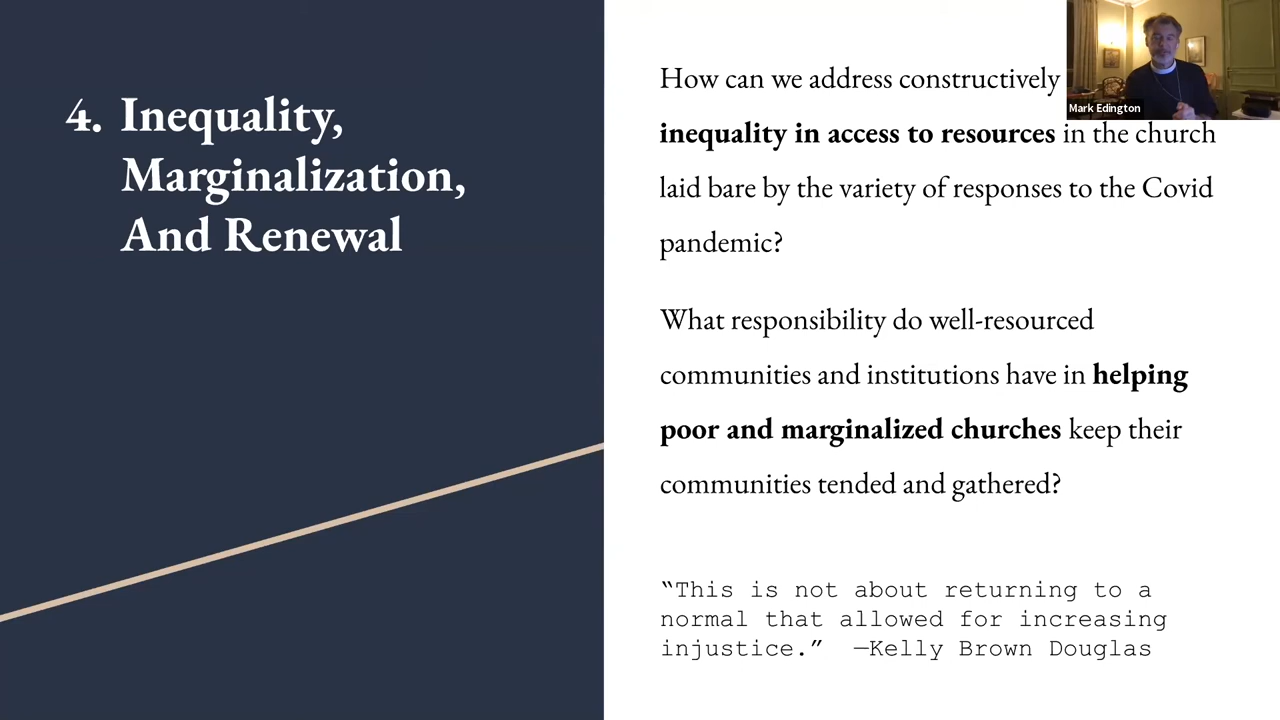 4. Inequality,
Marginalization,
And Renewal
How can we address constructively
inequality in access to resources in the church
laid bare by the variety of responses to the Covid
pandemic?
What responsibility do well-resourced
communities and institutions have in helping
poor and marginalized churches keep their
communities tended and gathered?
“This is not about returning to a
normal that allowed for increasing
injustice.” —Kelly Brown Douglas
Mark Edington